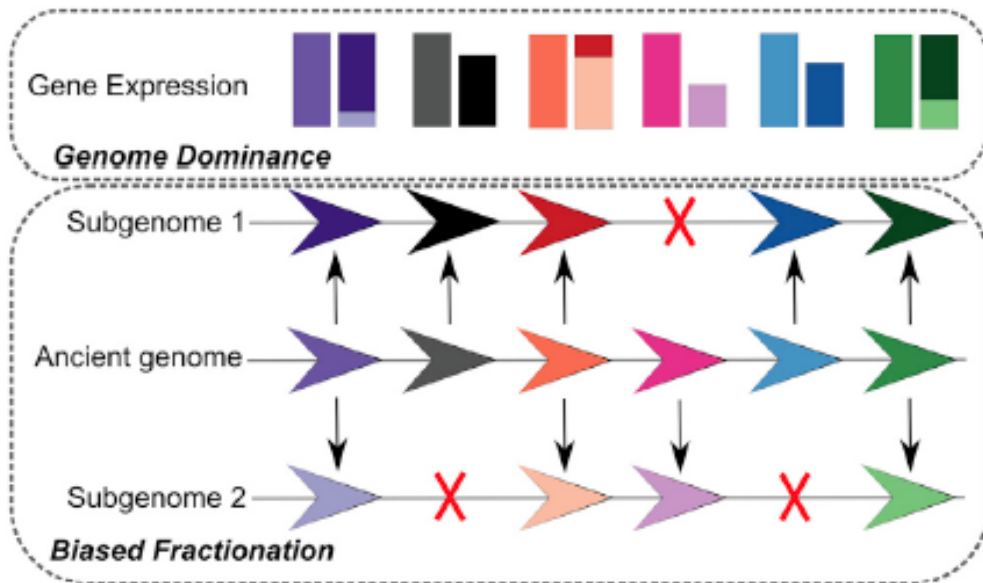 Gene Expression
Genome Dominance
Subgenome 1
Ancient genome
Subgenome 2
Biased Fractionation